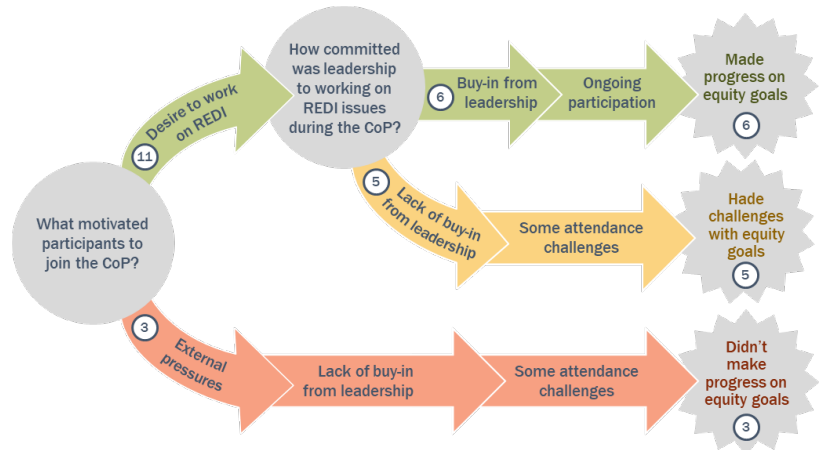 What motivated
participants to
join the CoP?
11
Desire to work
on REDI
How committed
was leadership
to working on
REDI issues
during the CoP?
6
Buy-in from
leadership
Ongoing
participation
Made
progress on
equity goals
6
5
Lack of buy-in
from leadership
Some attendance
challenges
Hade
challenges
with equity
goals
5
3
External
pressures
Lack of buy-in
from leadership
Some attendance
challenges
Didn't
make
progress on
equity goals
3